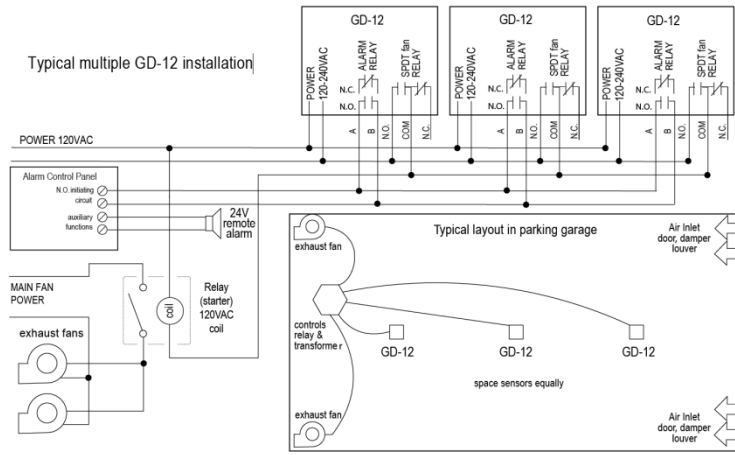 Typical multiple GD-12 installation
GD-12
POWER
120-240VAC
ALARM
RELAY
SPDT fan
RELAY
N.C.
N.O.
A
B
N.O.
COM
N.C.
GD-12
POWER
120-240VAC
ALARM
RELAY
SPDT fan
RELAY
N.C.
N.O.
A
B
N.O.
COM
N.C.
GD-12
POWER
120-240VAC
ALARM
RELAY
SPDT fan
RELAY
N.C.
N.O.
A
B
N.O.
COM
N.C.
POWER 120VAC
Alarm Control Panel
N.O. initiating
circuit
auxiliary
functions
24V
remote
alarm
MAIN FAN
POWER
coil
Relay
(starter)
120VAC
coil
exhaust fans
Typical layout in parking garage
exhaust fan
controls
relay &
transformer
GD-12
GD-12
GD-12
space sensors equally
exhaust fan
Air Inlet
door, damper
louver
Air Inlet
door, damper
louver